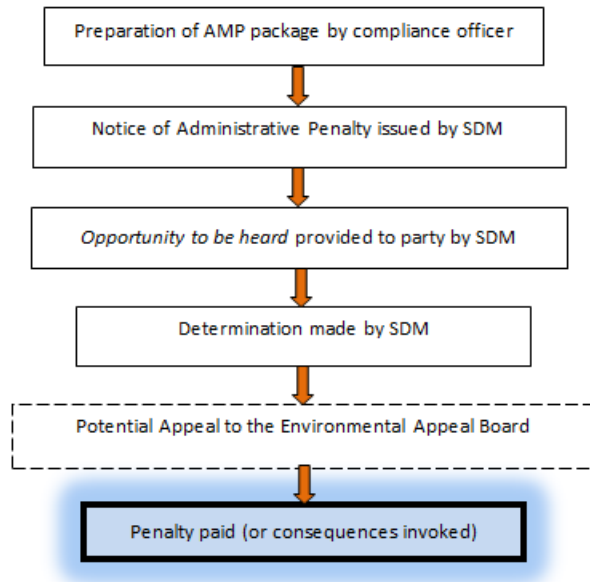 Preparation of AMP package by compliance officer
Notice of Administrative Penalty issued by SDM
Opportunity to be heard provided to party by SDM
Determination made by SDM
Potential Appeal to the Environmental Appeal Board
Penalty paid (or consequences invoked)